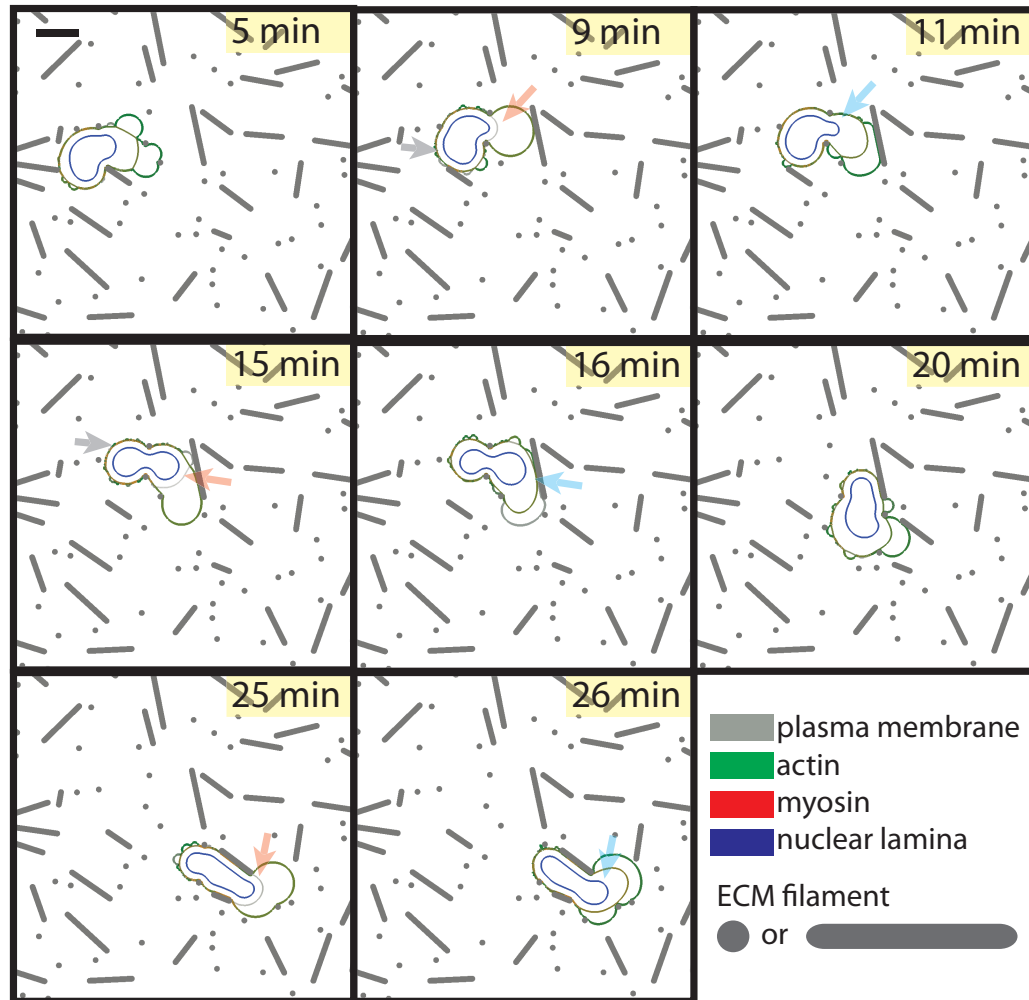 5 min
9 min
11 min
15 min
16 min
20 min
25 min
26 min
plasma membrane
actin
myosin
nuclear lamina
ECM filament
or